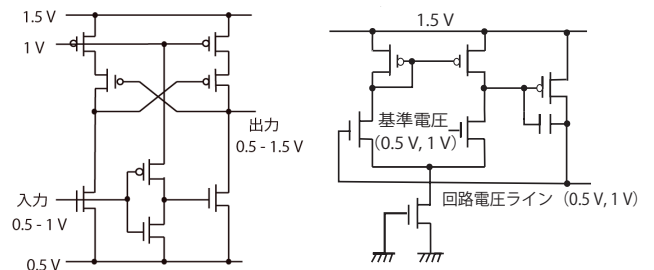 1.5 V
1 V
出力
0.5 - 1.5 V
入力
0.5 - 1 V
0.5 V
1.5 V
基準電圧
(0.5 V, 1 V)
回路電圧ライン（0.5 V, 1 V）